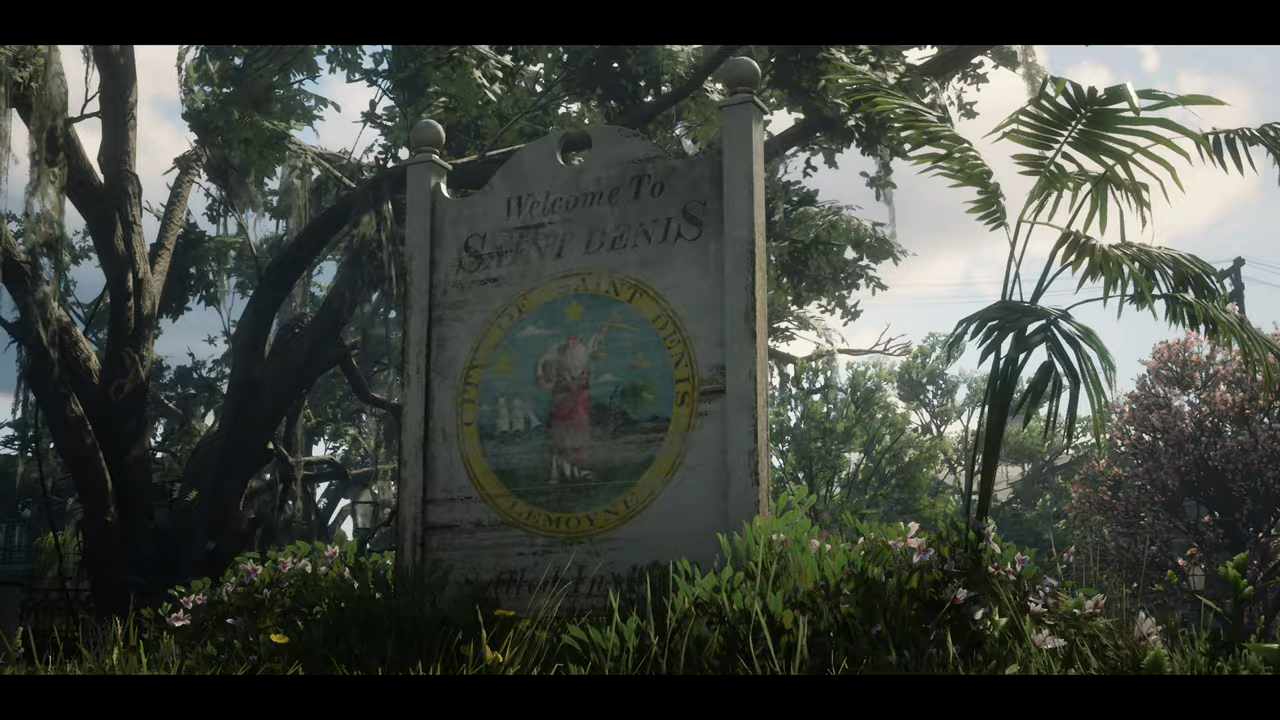 Welcome To
SAINT DENIS
CITY OF SAINT DENIS
LEMOYNE